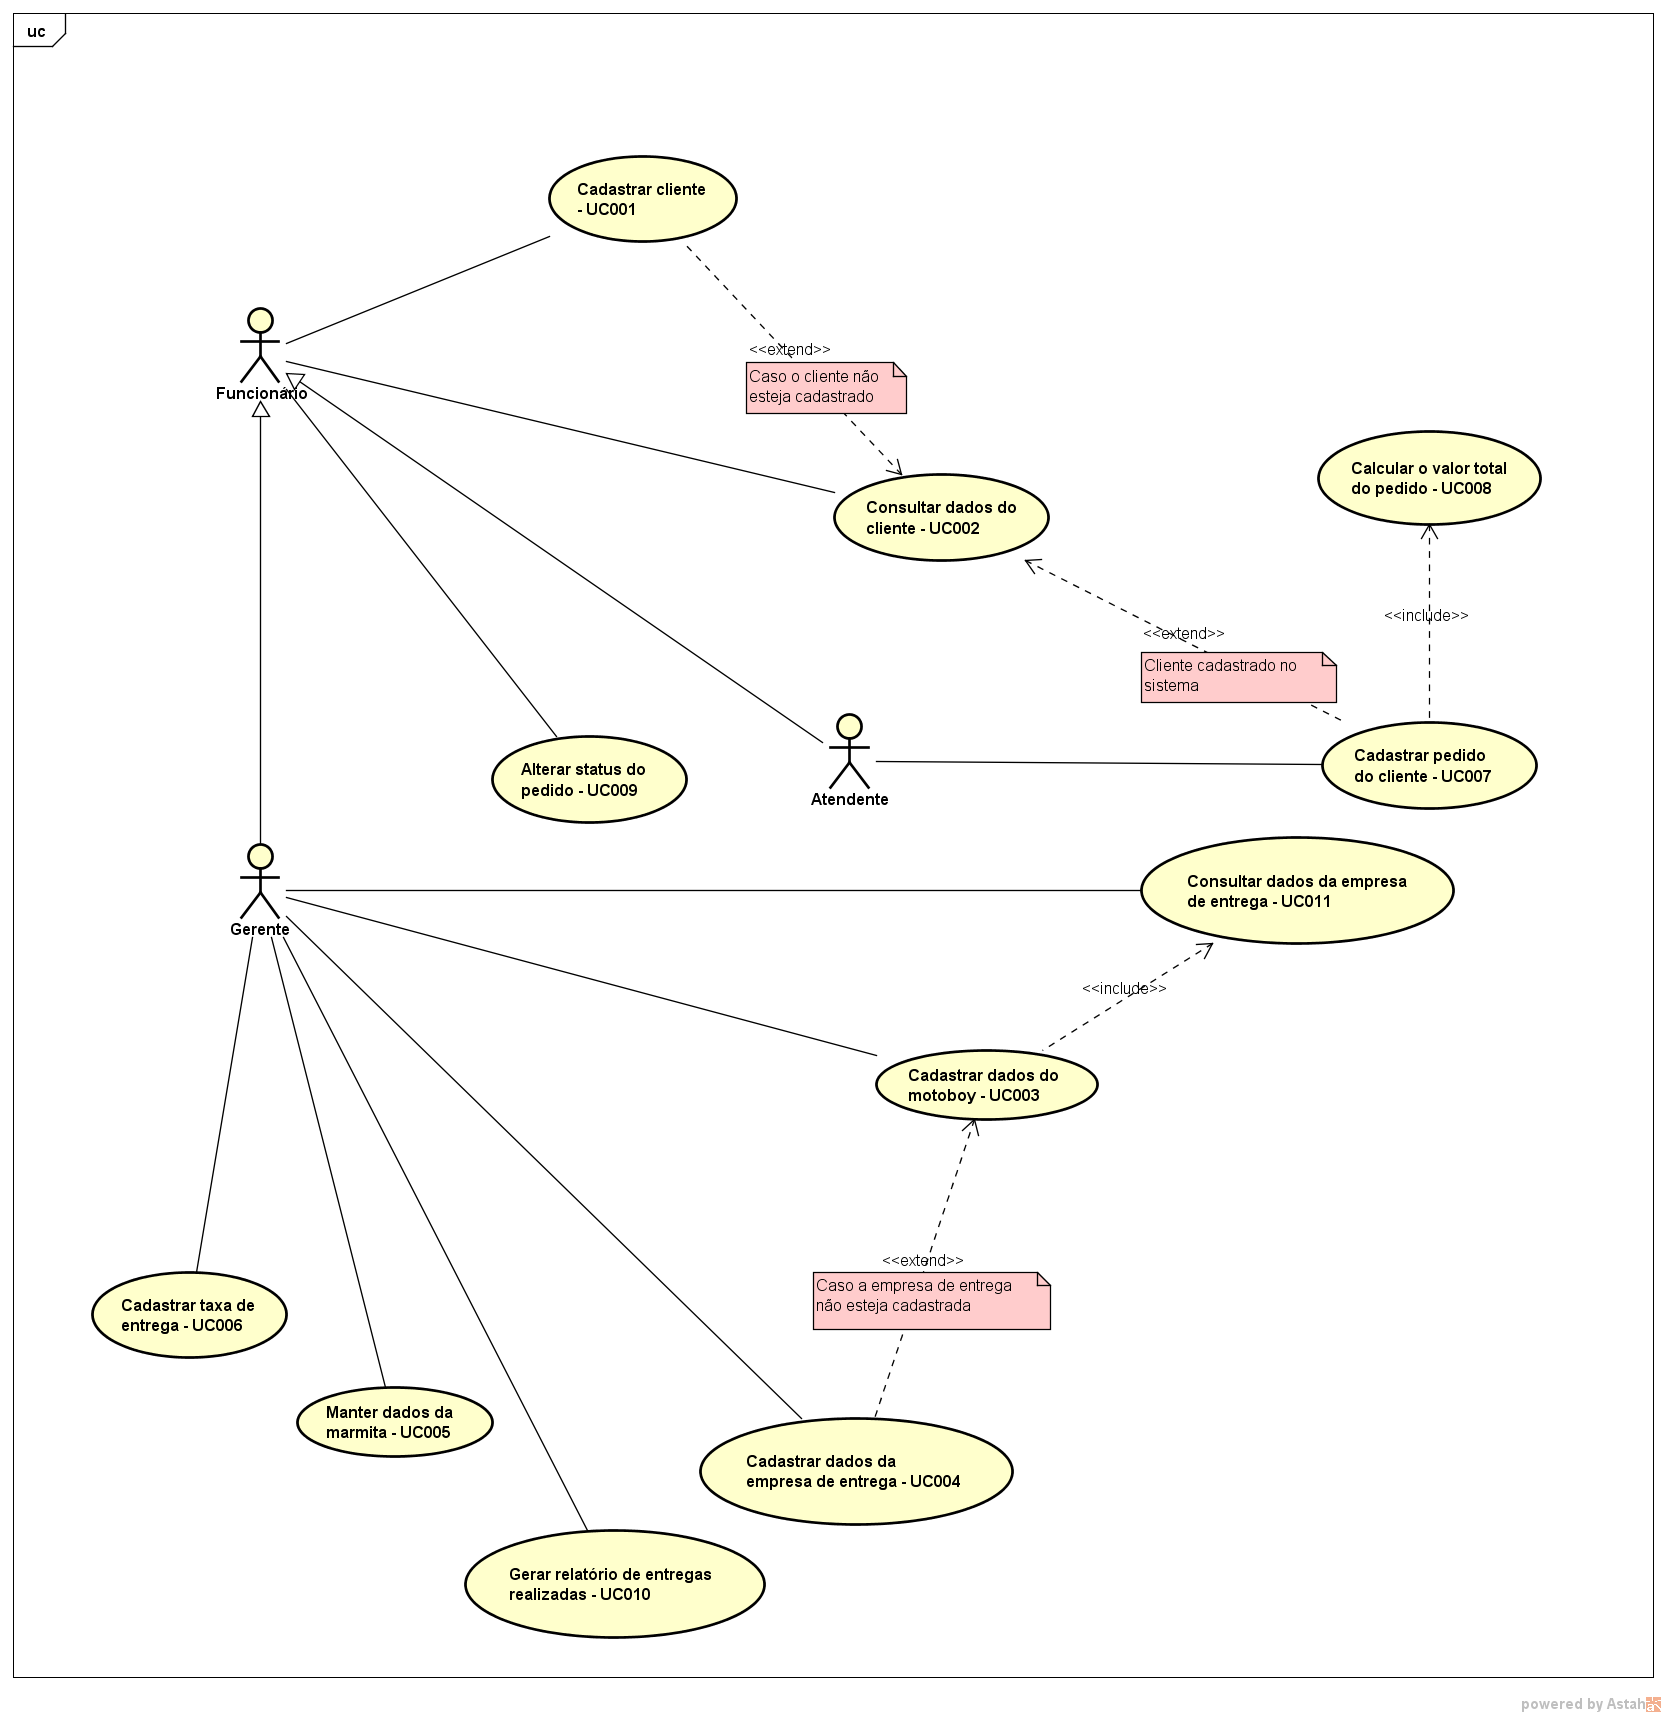 uc
Cadastrar cliente
- UC001
Funcionário
<<extend>>
Caso o cliente não
esteja cadastrado
Calcular o valor total
do pedido - UC008
Consultar dados do
cliente - UC002
<<include>>
<<extend>>
Cliente cadastrado no
sistema
Alterar status do
pedido - UC009
Atendente
Cadastrar pedido
do cliente - UC007
Gerente
Consultar dados da empresa
de entrega - UC011
<<include>>
Cadastrar dados do
motoboy - UC003
<<extend>>
Caso a empresa de entrega
não esteja cadastrada
Cadastrar taxa de
entrega - UC006
Manter dados da
marmita - UC005
Cadastrar dados da
empresa de entrega - UC004
Gerar relatório de entregas
realizadas - UC010
powered by Astah